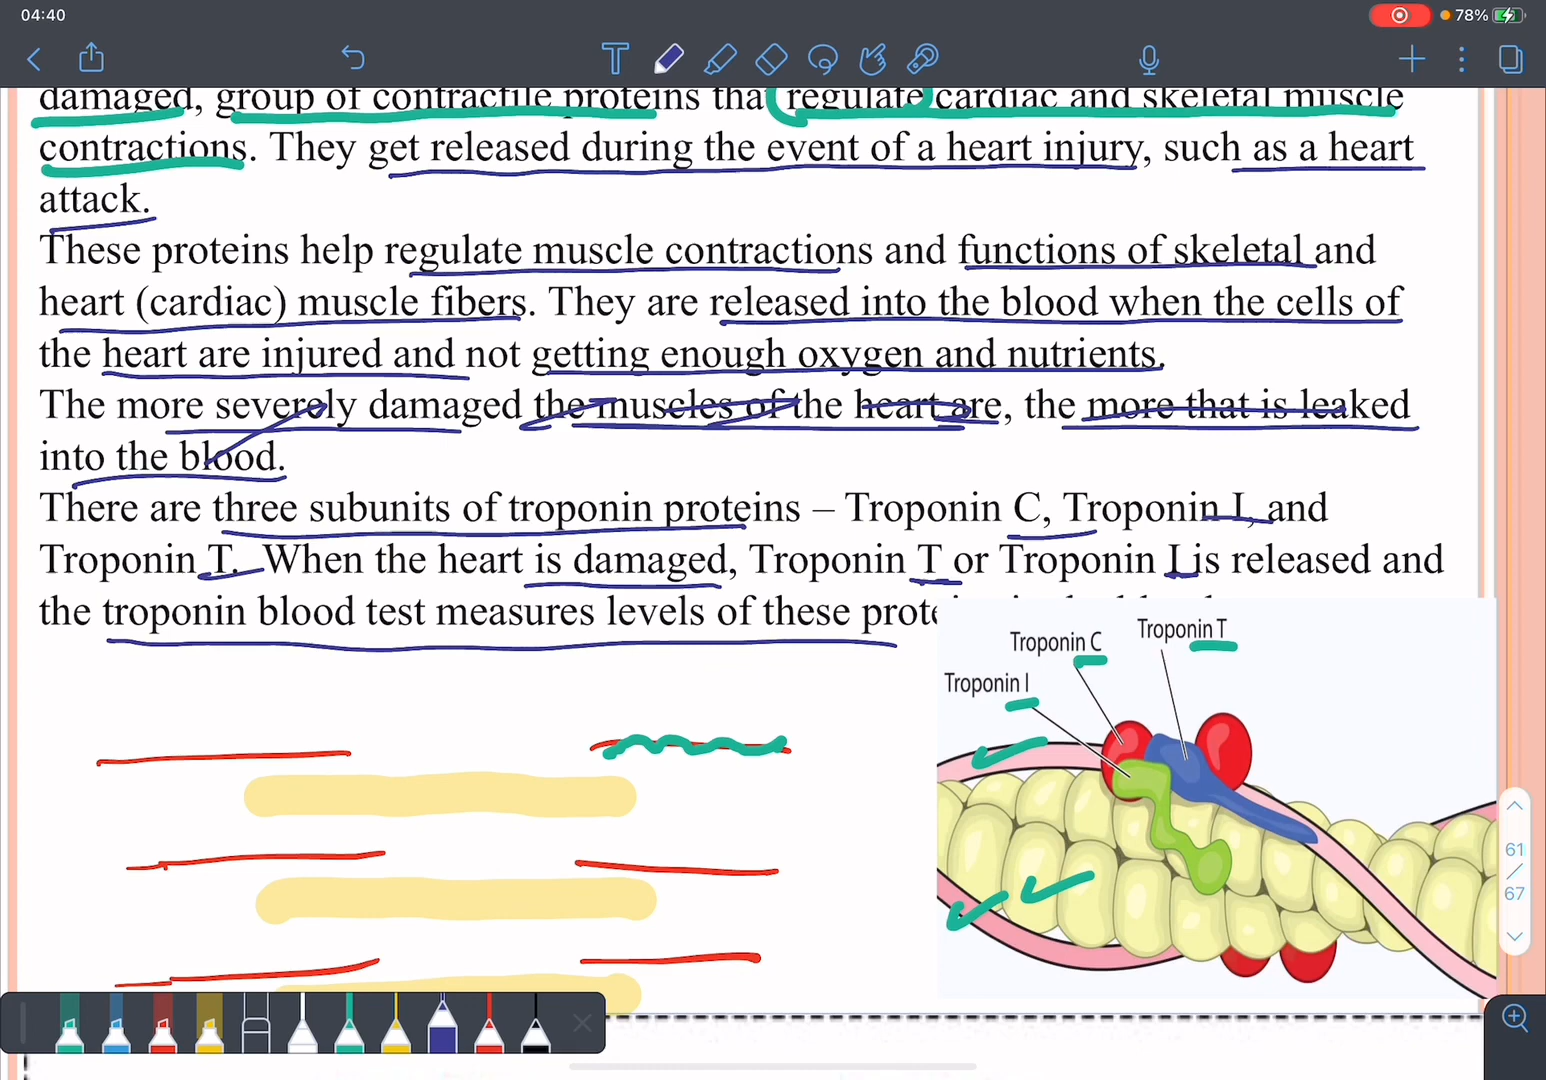 04:40
78%
damaged, group of contractile proteins that regulate cardiac and skeletal muscle
contractions. They get released during the event of a heart injury, such as a heart
attack.
These proteins help regulate muscle contractions and functions of skeletal and
heart (cardiac) muscle fibers. They are released into the blood when the cells of
the heart are injured and not getting enough oxygen and nutrients.
The more severely damaged the muscles of the heart are, the more that is leaked
into the blood.
There are three subunits of troponin proteins – Troponin C, Troponin I, and
Troponin T. When the heart is damaged, Troponin T or Troponin I is released and
the troponin blood test measures levels of these
Troponin T
Troponin C
Troponin I
61
67